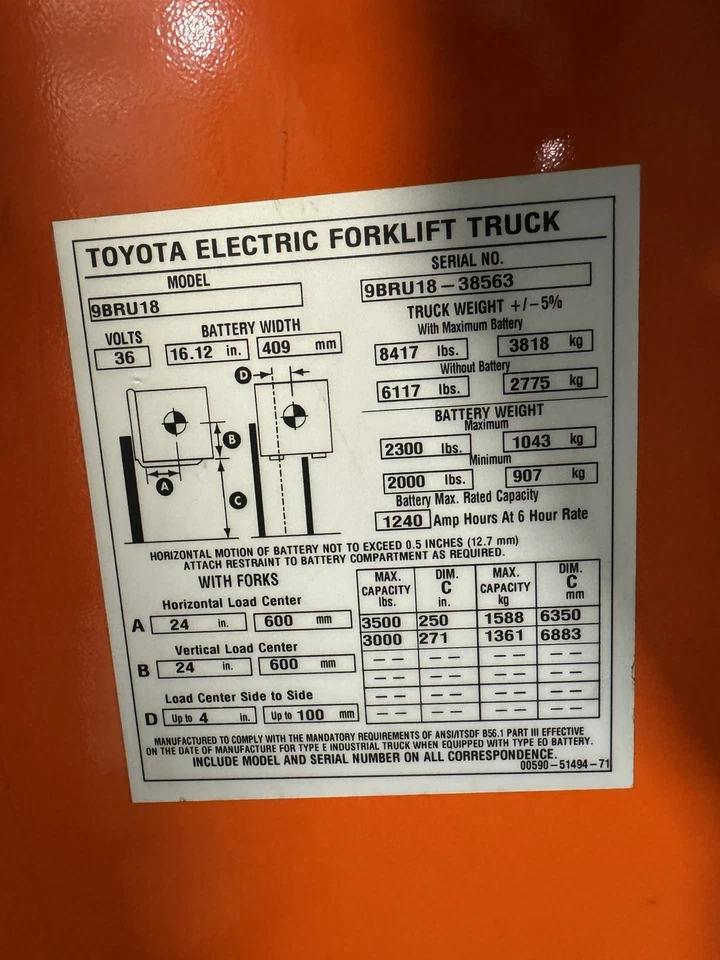 TOYOTA ELECTRIC FORKLIFT TRUCK
MODEL
9BRU18
SERIAL NO.
9BRU18-38563
VOLTS
36
BATTERY WIDTH
16.12 in. 409 mm
TRUCK WEIGHT +/-5%
With Maximum Battery
8417 lbs. 3818 kg
Without Battery
6117 lbs. 2775 kg
BATTERY WEIGHT
Maximum
2300 lbs. 1043 kg
Minimum
2000 lbs. 907 kg
Battery Max. Rated Capacity
1240 Amp Hours At 6 Hour Rate
D
B
A
C
HORIZONTAL MOTION OF BATTERY NOT TO EXCEED 0.5 INCHES (12.7 mm)
ATTACH RESTRAINT TO BATTERY COMPARTMENT AS REQUIRED.
WITH FORKS
Horizontal Load Center
A 24 in. 600 mm
Vertical Load Center
B 24 in. 600 mm
Load Center Side to Side
D Up to 4 in. Up to 100 mm
MAX. CAPACITY lbs. DIM. C in. MAX. CAPACITY kg DIM. C mm
3500 250 1588 6350
3000 271 1361 6883
-- -- -- --
-- -- -- --
-- -- -- --
-- -- -- --
MANUFACTURED TO COMPLY WITH THE MANDATORY REQUIREMENTS OF ANSI/ITSDF B56.1 PART III EFFECTIVE
ON THE DATE OF MANUFACTURE FOR TYPE E INDUSTRIAL TRUCK WHEN EQUIPPED WITH TYPE EO BATTERY.
INCLUDE MODEL AND SERIAL NUMBER ON ALL CORRESPONDENCE.
00590-51494-71